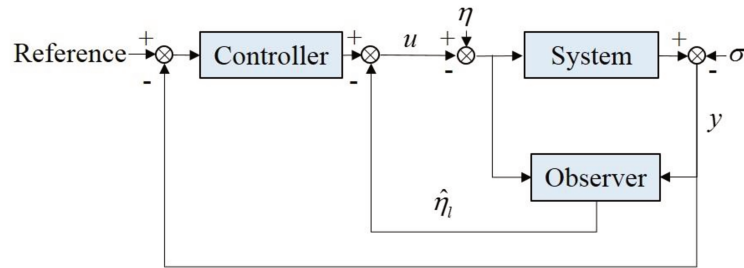 η
Reference
+
-
Controller
+
-
u
+
-
System
+
-
σ
y
Observer
η̂_l